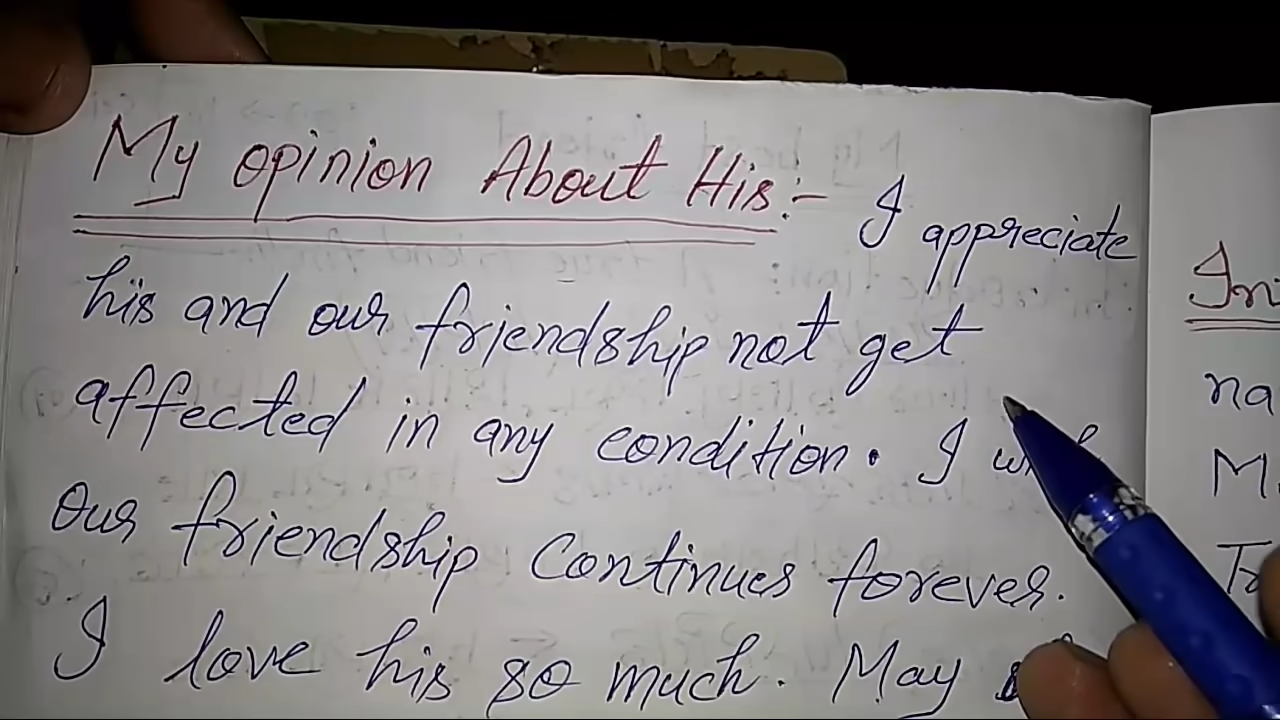 My opinion About His:- I appreciate
his and our friendship not get
affected in any condition. I
Our friendship Continues forever.
I love his so much. May
na
M